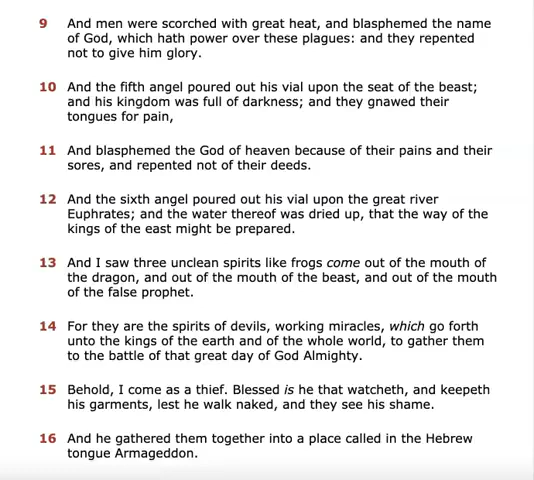 9 And men were scorched with great heat, and blasphemed the name
of God, which hath power over these plagues: and they repented
not to give him glory.
10 And the fifth angel poured out his vial upon the seat of the beast;
and his kingdom was full of darkness; and they gnawed their
tongues for pain,
11 And blasphemed the God of heaven because of their pains and their
sores, and repented not of their deeds.
12 And the sixth angel poured out his vial upon the great river
Euphrates; and the water thereof was dried up, that the way of the
kings of the east might be prepared.
13 And I saw three unclean spirits like frogs come out of the mouth of
the dragon, and out of the mouth of the beast, and out of the mouth
of the false prophet.
14 For they are the spirits of devils, working miracles, which go forth
unto the kings of the earth and of the whole world, to gather them
to the battle of that great day of God Almighty.
15 Behold, I come as a thief. Blessed is he that watcheth, and keepeth
his garments, lest he walk naked, and they see his shame.
16 And he gathered them together into a place called in the Hebrew
tongue Armageddon.